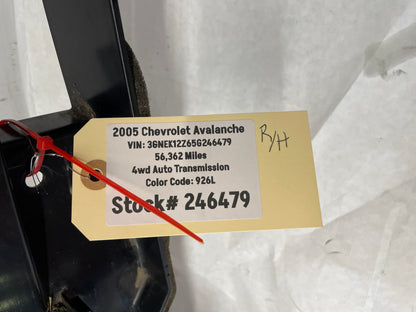 2005 Chevrolet Avalanche
VIN: 3GNEK12Z65G246479
56,362 Miles
4wd Auto Transmission
Color Code: 926L
Stock# 246479
R/H